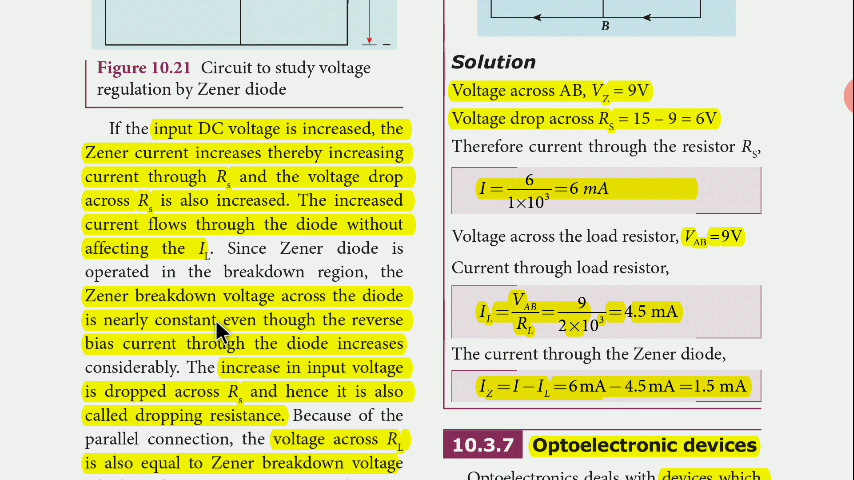 Figure 10.21 Circuit to study voltage
regulation by Zener diode
If the input DC voltage is increased, the
Zener current increases thereby increasing
current through Rs and the voltage drop
across Rs is also increased. The increased
current flows through the diode without
affecting the IL. Since Zener diode is
operated in the breakdown region, the
Zener breakdown voltage across the diode
is nearly constant even though the reverse
bias current through the diode increases
considerably. The increase in input voltage
is dropped across Rs and hence it is also
called dropping resistance. Because of the
parallel connection, the voltage across RL
is also equal to Zener breakdown voltage
B
Solution
Voltage across AB, VZ = 9V
Voltage drop across RS = 15 – 9 = 6V
Therefore current through the resistor RS,
I = 6 / 1×10³ = 6 mA
Voltage across the load resistor, VAB = 9V
Current through load resistor,
IL = VAB / RL = 9 / 2×10³ = 4.5 mA
The current through the Zener diode,
IZ = I − IL = 6 mA − 4.5 mA = 1.5 mA
10.3.7 Optoelectronic devices
Optoelectronics deals with devices which